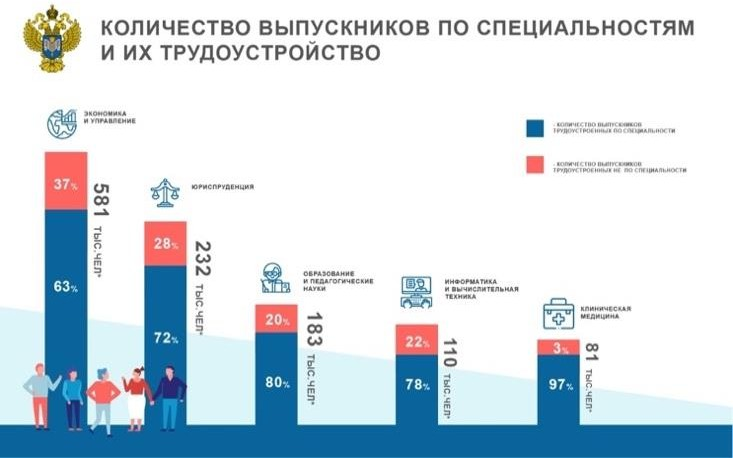 КОЛИЧЕСТВО ВЫПУСКНИКОВ ПО СПЕЦИАЛЬНОСТЯМ
И ИХ ТРУДОУСТРОЙСТВО
ЭКОНОМИКА
И УПРАВЛЕНИЕ
37%
63%
581 ТЫС.ЧЕЛ*
ЮРИСПРУДЕНЦИЯ
28%
72%
232 ТЫС.ЧЕЛ*
ОБРАЗОВАНИЕ
И ПЕДАГОГИЧЕСКИЕ
НАУКИ
20%
80%
183 ТЫС.ЧЕЛ*
ИНФОРМАТИКА
И ВЫЧИСЛИТЕЛЬНАЯ
ТЕХНИКА
22%
78%
110 ТЫС.ЧЕЛ*
КЛИНИЧЕСКАЯ
МЕДИЦИНА
3%
97%
81 ТЫС.ЧЕЛ*
- КОЛИЧЕСТВО ВЫПУСКНИКОВ
ТРУДОУСТРОЕННЫХ ПО СПЕЦИАЛЬНОСТИ
- КОЛИЧЕСТВО ВЫПУСКНИКОВ
ТРУДОУСТРОЕННЫХ НЕ ПО СПЕЦИАЛЬНОСТИ